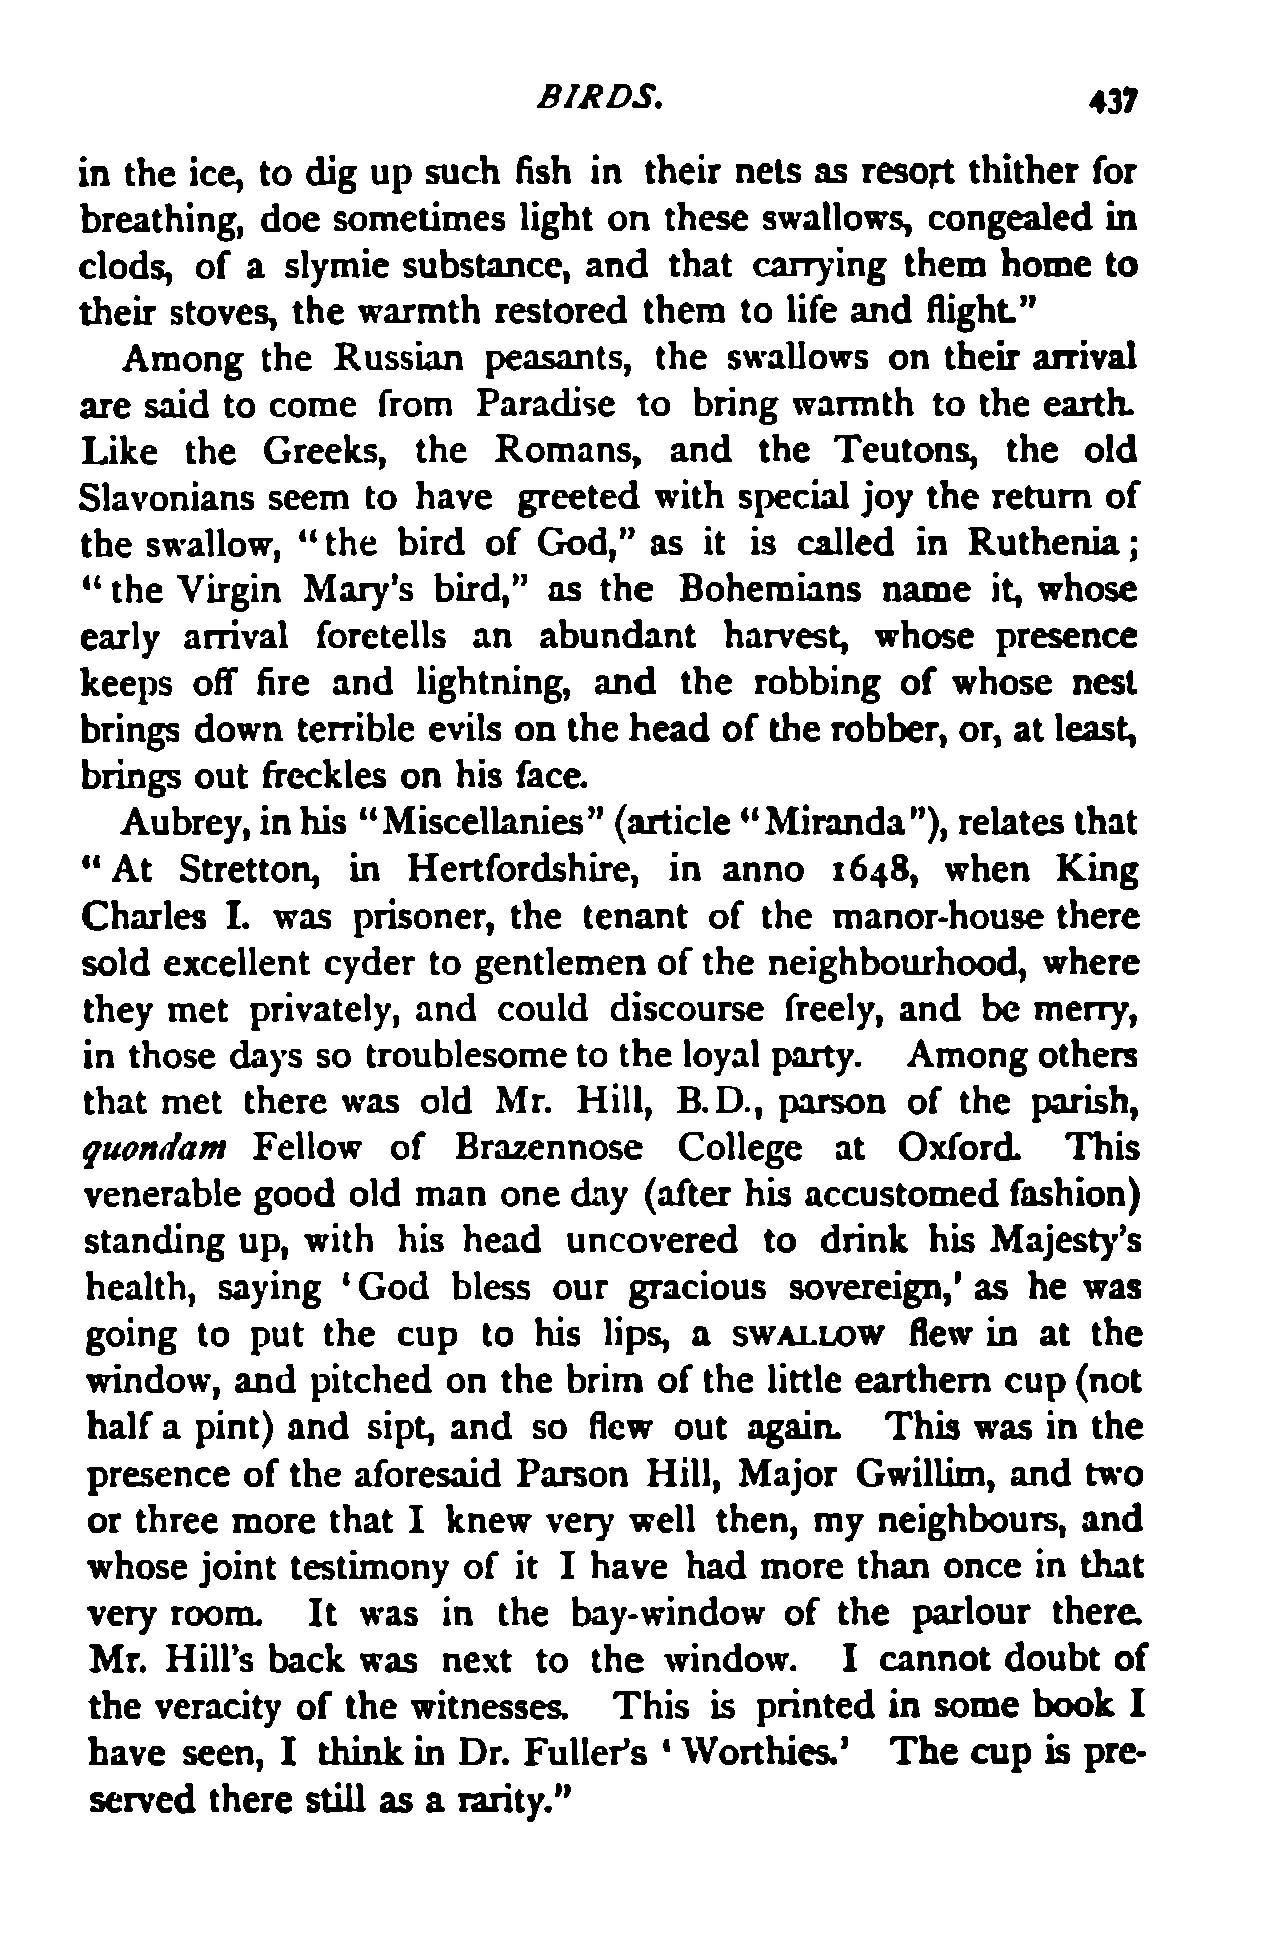 BIRDS. 437
in the ice, to dig up such fish in their nets as resort thither for
breathing, doe sometimes light on these swallows, congealed in
clods, of a slymie substance, and that carrying them home to
their stoves, the warmth restored them to life and flight."
Among the Russian peasants, the swallows on their arrival
are said to come from Paradise to bring warmth to the earth.
Like the Greeks, the Romans, and the Teutons, the old
Slavonians seem to have greeted with special joy the return of
the swallow, "the bird of God," as it is called in Ruthenia;
"the Virgin Mary's bird," as the Bohemians name it, whose
early arrival foretells an abundant harvest, whose presence
keeps off fire and lightning, and the robbing of whose nest
brings down terrible evils on the head of the robber, or, at least,
brings out freckles on his face.
Aubrey, in his "Miscellanies" (article "Miranda"), relates that
"At Stretton, in Hertfordshire, in anno 1648, when King
Charles I. was prisoner, the tenant of the manor-house there
sold excellent cyder to gentlemen of the neighbourhood, where
they met privately, and could discourse freely, and be merry,
in those days so troublesome to the loyal party. Among others
that met there was old Mr. Hill, B.D., parson of the parish,
quondam Fellow of Brazennose College at Oxford. This
venerable good old man one day (after his accustomed fashion)
standing up, with his head uncovered to drink his Majesty's
health, saying 'God bless our gracious sovereign,' as he was
going to put the cup to his lips, a SWALLOW flew in at the
window, and pitched on the brim of the little earthern cup (not
half a pint) and sipt, and so flew out again. This was in the
presence of the aforesaid Parson Hill, Major Gwillim, and two
or three more that I knew very well then, my neighbours, and
whose joint testimony of it I have had more than once in that
very room. It was in the bay-window of the parlour there.
Mr. Hill's back was next to the window. I cannot doubt of
the veracity of the witnesses. This is printed in some book I
have seen, I think in Dr. Fuller's 'Worthies.' The cup is pre-
served there still as a rarity."